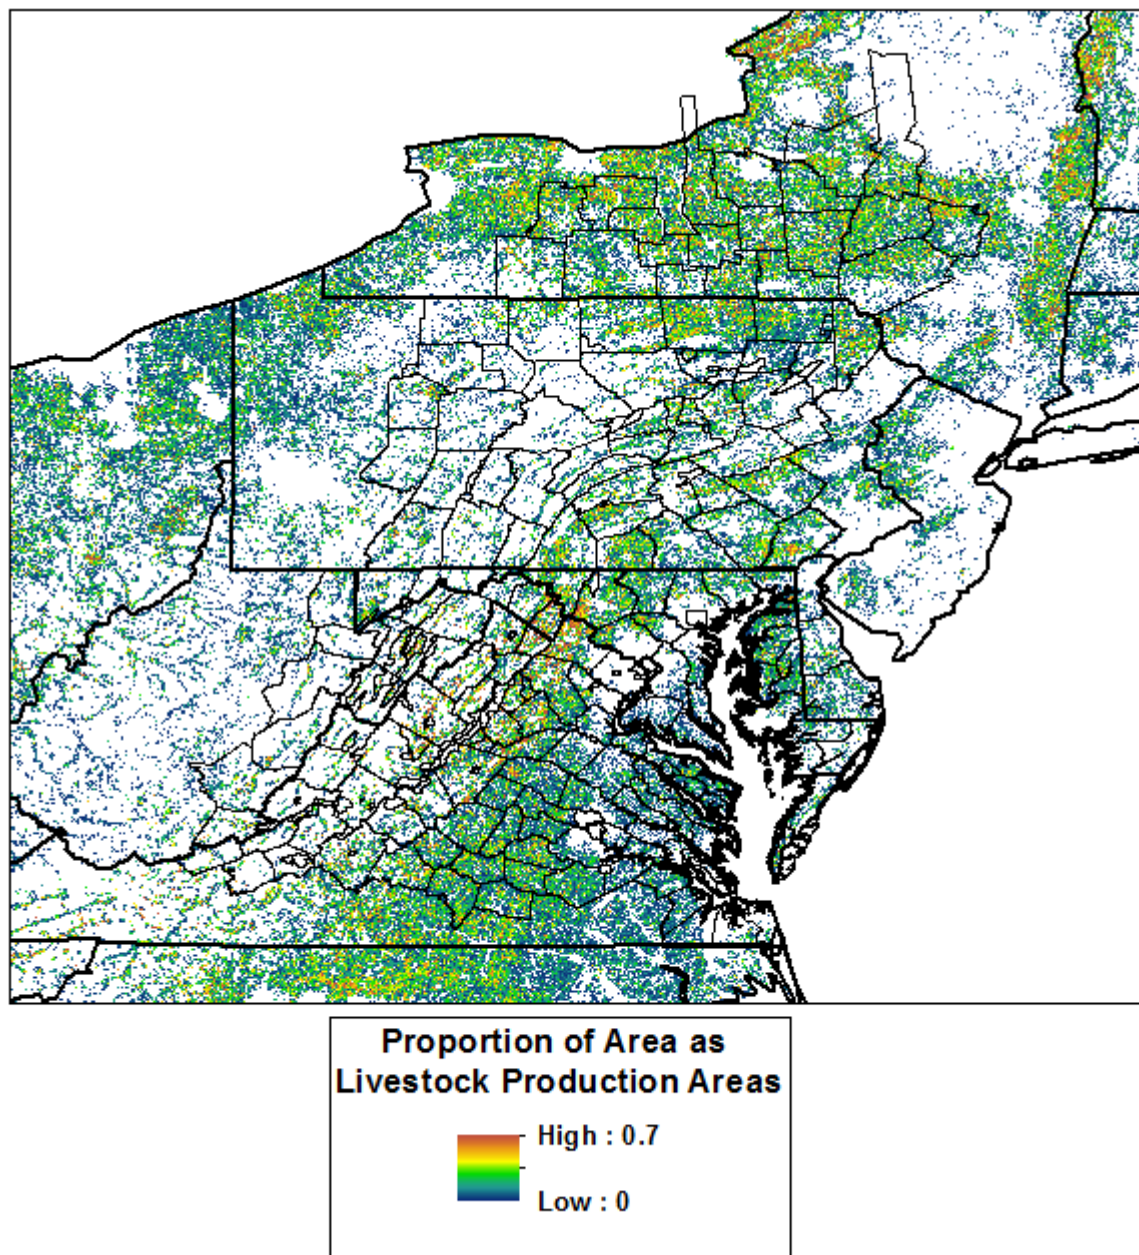 Proportion of Area as
Livestock Production Areas
High : 0.7
Low : 0